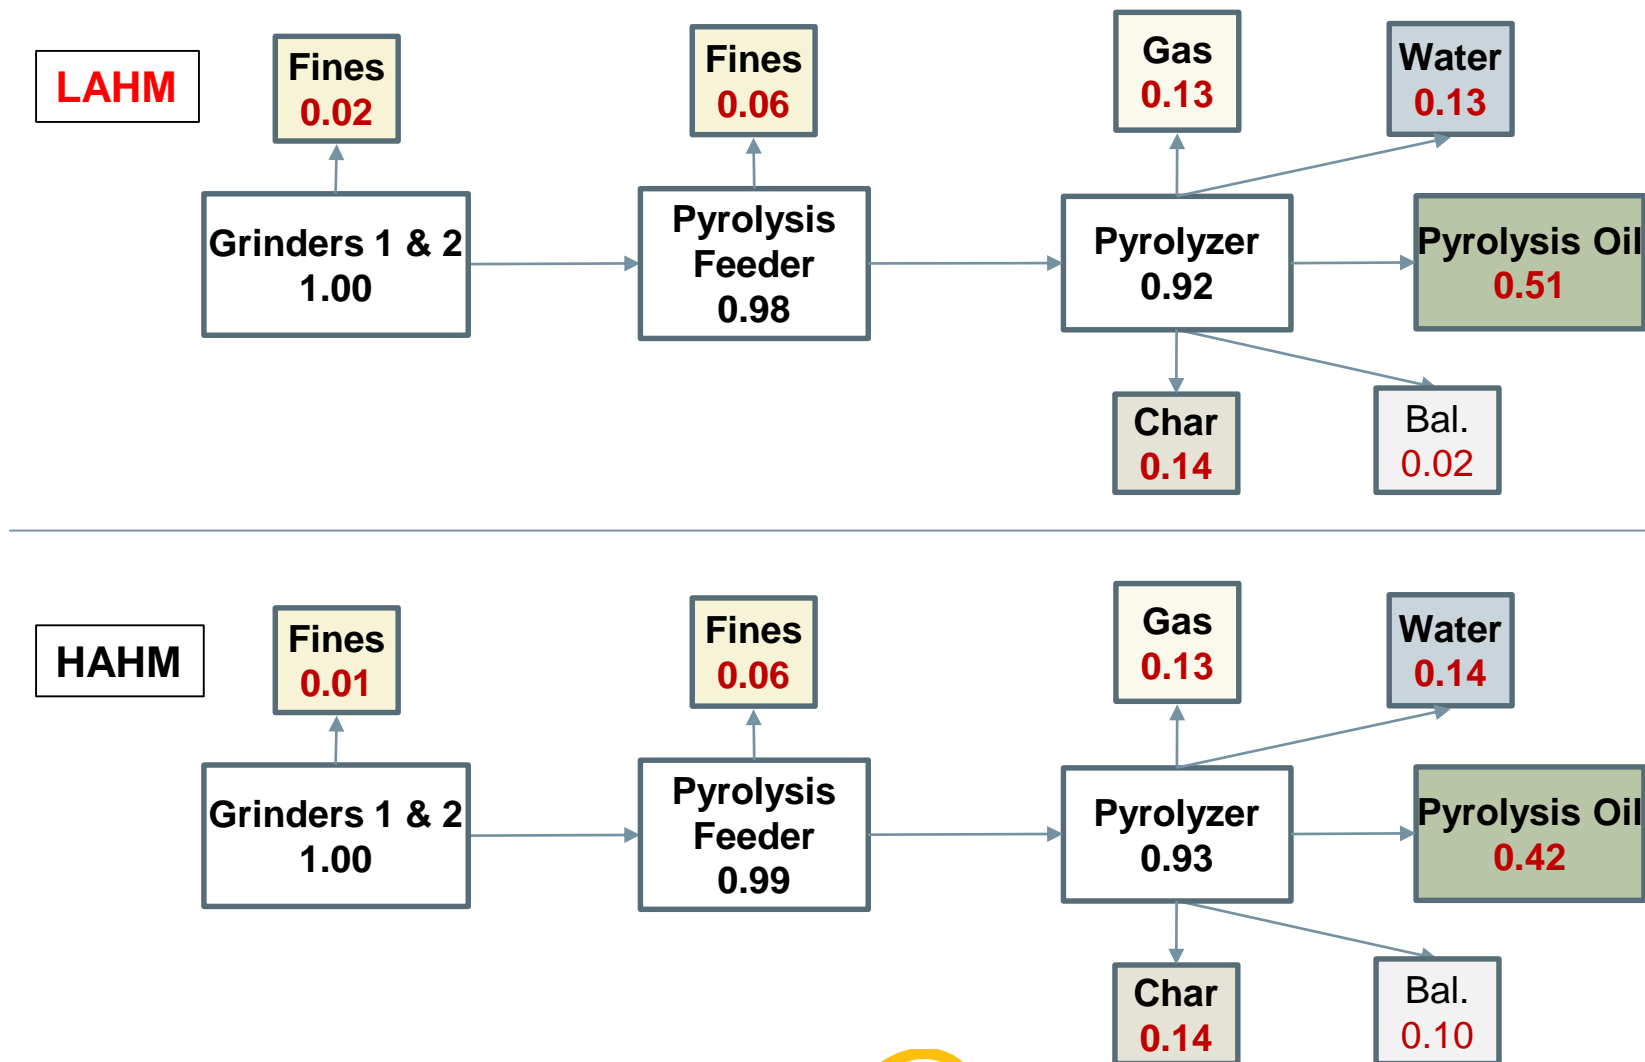 LAHM
Fines
0.02
Fines
0.06
Gas
0.13
Water
0.13
Grinders 1 & 2
1.00
Pyrolysis
Feeder
0.98
Pyrolyzer
0.92
Pyrolysis Oil
0.51
Char
0.14
Bal.
0.02
HAHM
Fines
0.01
Fines
0.06
Gas
0.13
Water
0.14
Grinders 1 & 2
1.00
Pyrolysis
Feeder
0.99
Pyrolyzer
0.93
Pyrolysis Oil
0.42
Char
0.14
Bal.
0.10